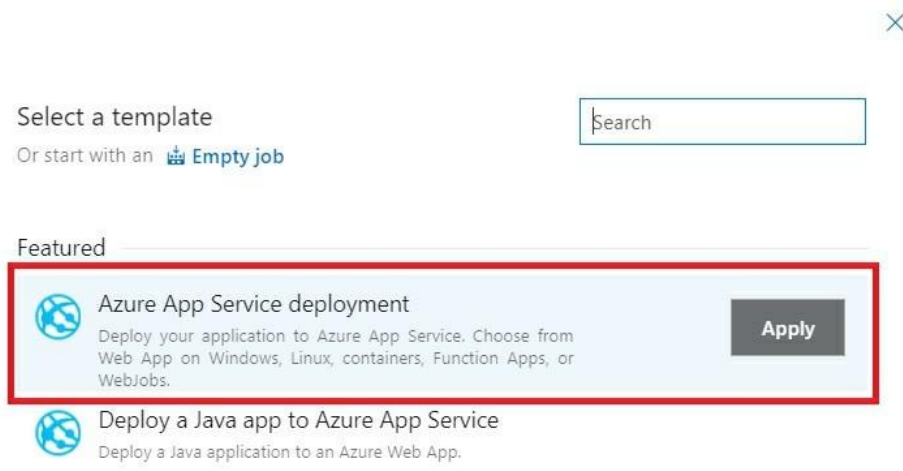 Select a template
Search
Or start with an Empty job
Featured
Azure App Service deployment
Deploy your application to Azure App Service. Choose from
Web App on Windows, Linux, containers, Function Apps, or
WebJobs.
Apply
Deploy a Java app to Azure App Service
Deploy a Java application to an Azure Web App.